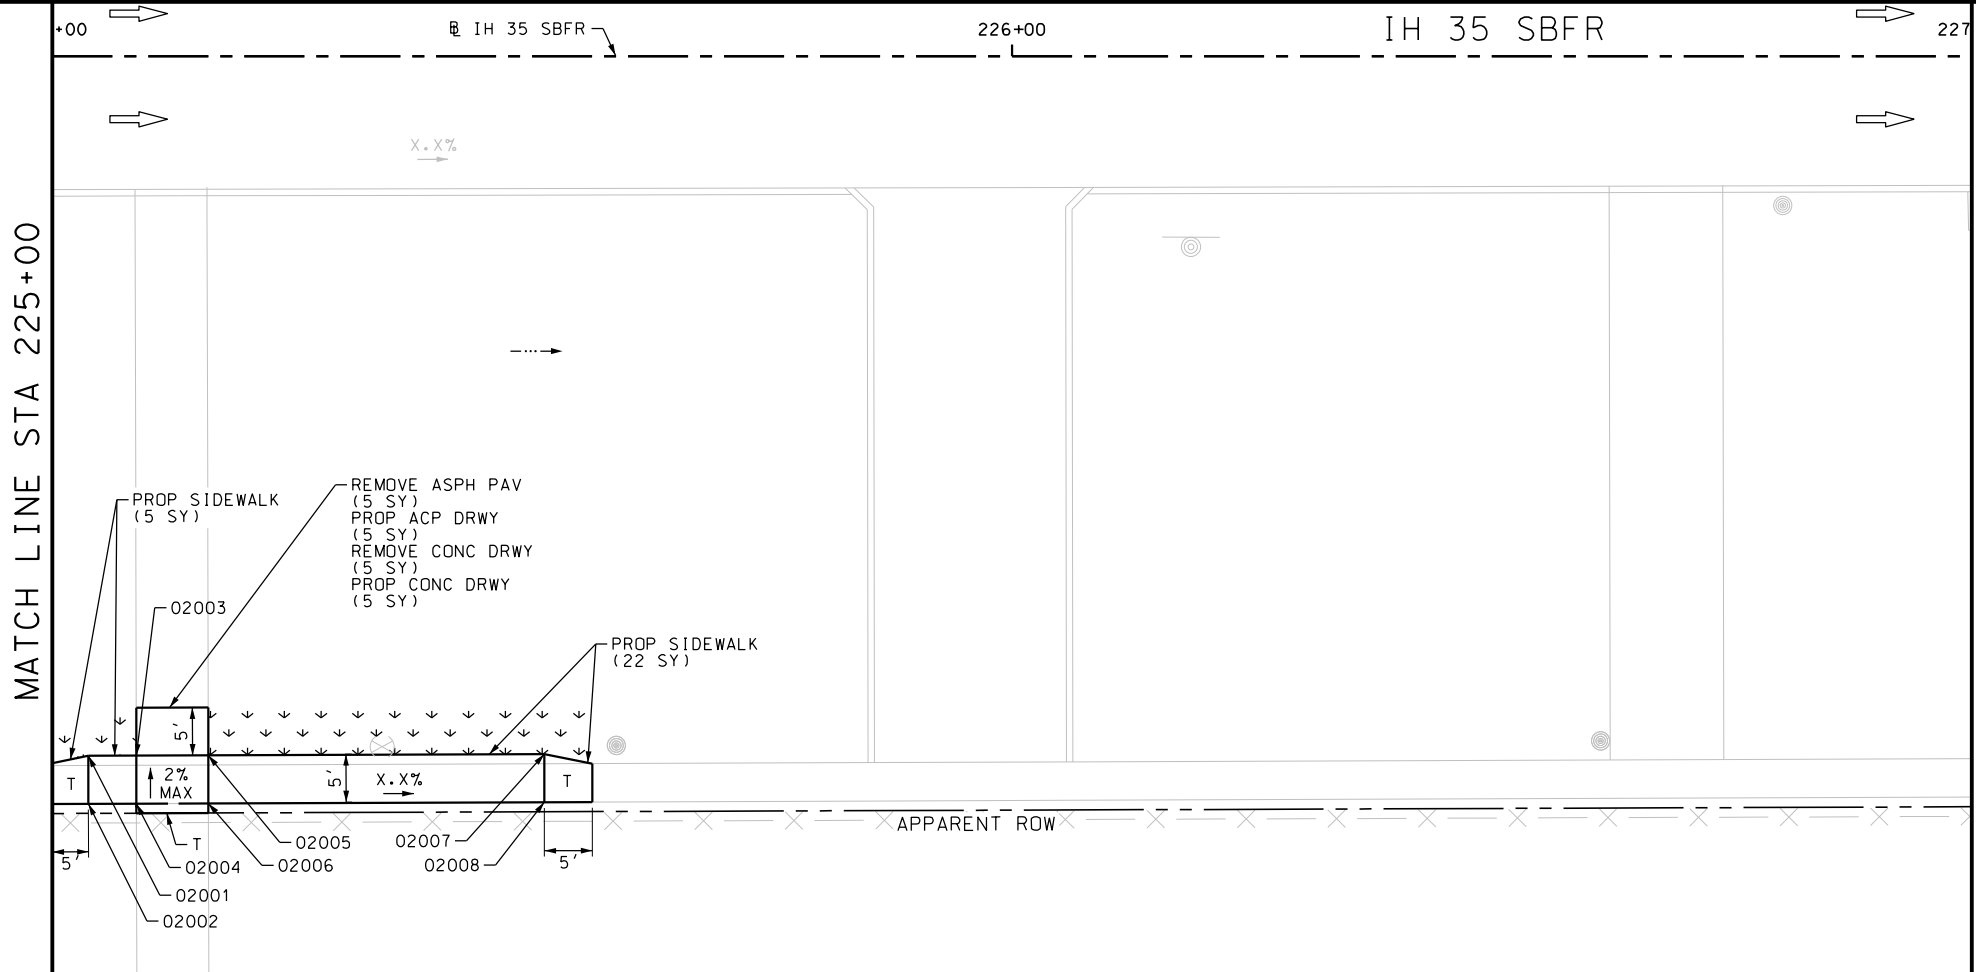 +00
BL IH 35 SBFR
226+00
IH 35 SBFR
227
X.X%
MATCH LINE STA 225+00
PROP SIDEWALK
(5 SY)
REMOVE ASPH PAV
(5 SY)
PROP ACP DRWY
(5 SY)
REMOVE CONC DRWY
(5 SY)
PROP CONC DRWY
(5 SY)
02003
PROP SIDEWALK
(22 SY)
5'
T
2%
MAX
5'
X.X%
T
APPARENT ROW
5'
T
02005
02007
5'
02004
02006
02008
02001
02002